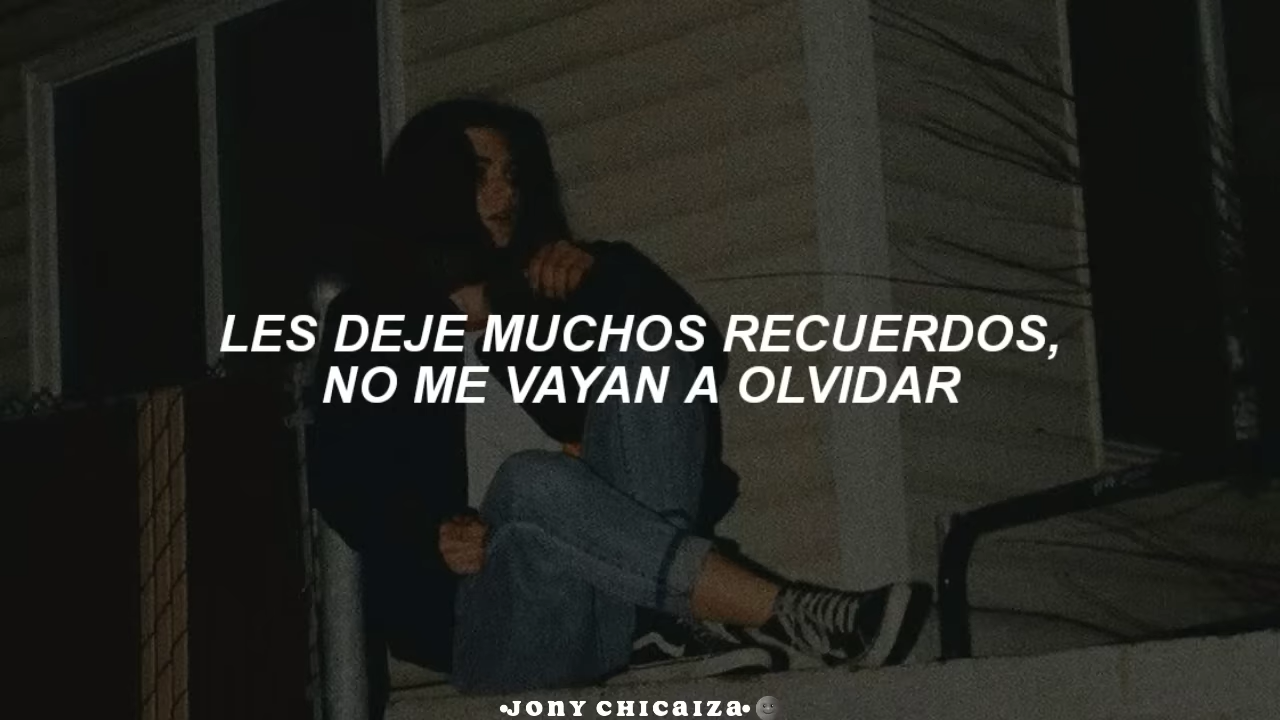 LES DEJE MUCHOS RECUERDOS,
NO ME VAYAN A OLVIDAR
•JONY CHICAIZA•